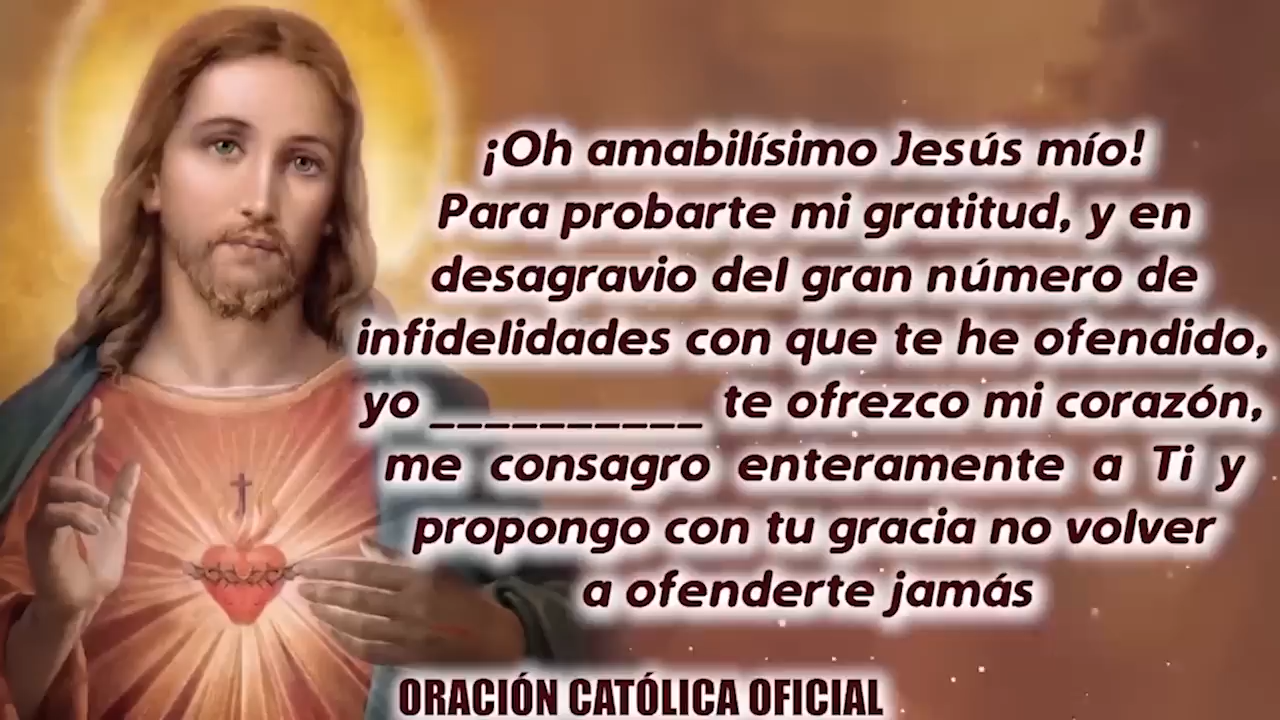 ¡Oh amabilísimo Jesús mío!
Para probarte mi gratitud, y en
desagravio del gran número de
infidelidades con que te he ofendido,
yo __________ te ofrezco mi corazón,
me consagro enteramente a Ti y
propongo con tu gracia no volver
a ofenderte jamás
ORACIÓN CATÓLICA OFICIAL